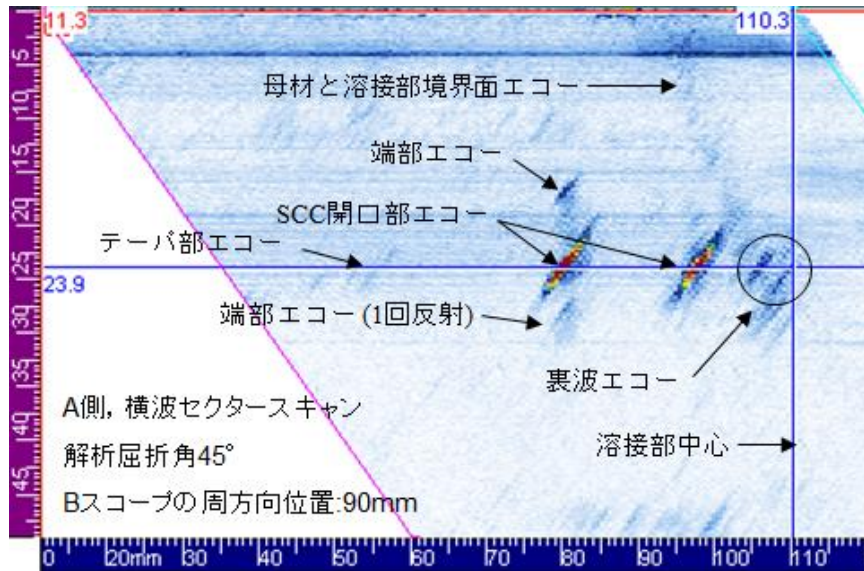 11.3
110.3
母材と溶接部境界面エコー
端部エコー
SCC開口部エコー
テーパ部エコー
23.9
端部エコー(1回反射)
裏波エコー
A側, 横波セクタースキャン
溶接部中心
解析屈折角45°
Bスコープの周方向位置:90mm
5
10
15
20
25
30
35
40
45
0 20mm 30 40 50 60 70 80 90 100 110